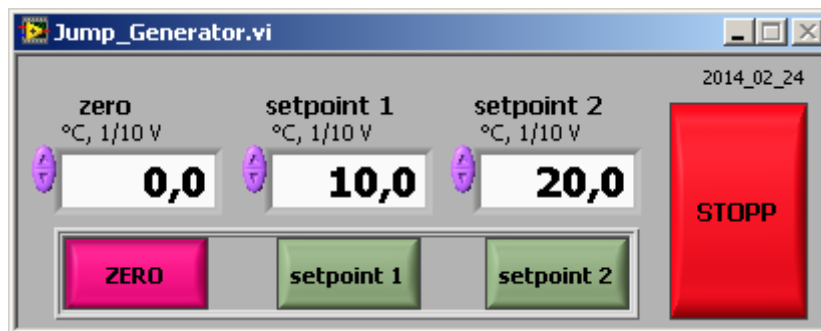 Jump_Generator.vi
2014_02_24
zero setpoint 1 setpoint 2
°C, 1/10 V °C, 1/10 V °C, 1/10 V
0,0 10,0 20,0
STOPP
ZERO setpoint 1 setpoint 2